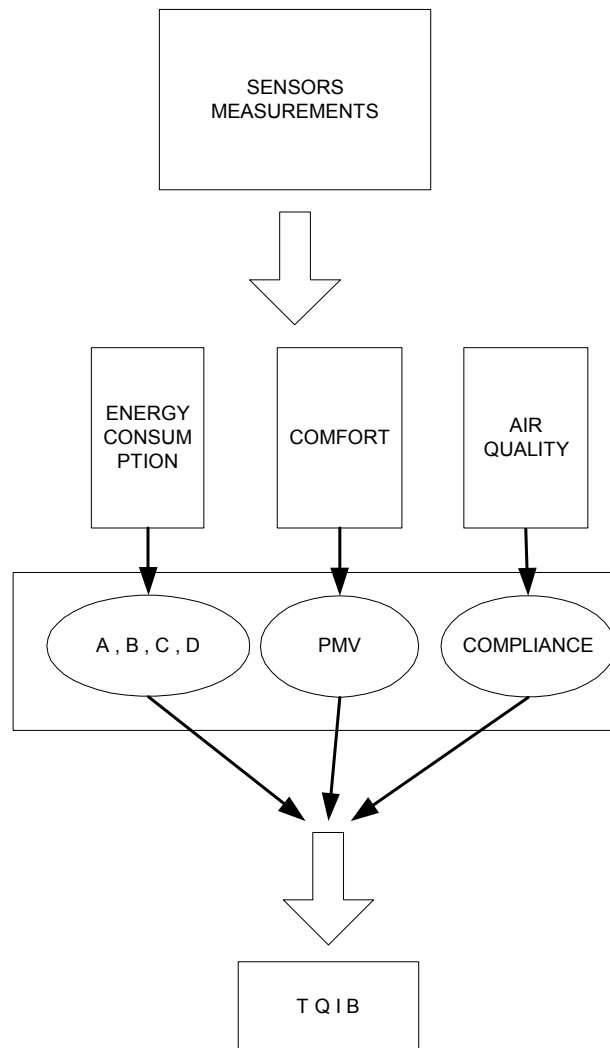 SENSORS
MEASUREMENTS
ENERGY
CONSUM
PTION
COMFORT
AIR
QUALITY
A , B , C , D
PMV
COMPLIANCE
T Q I B